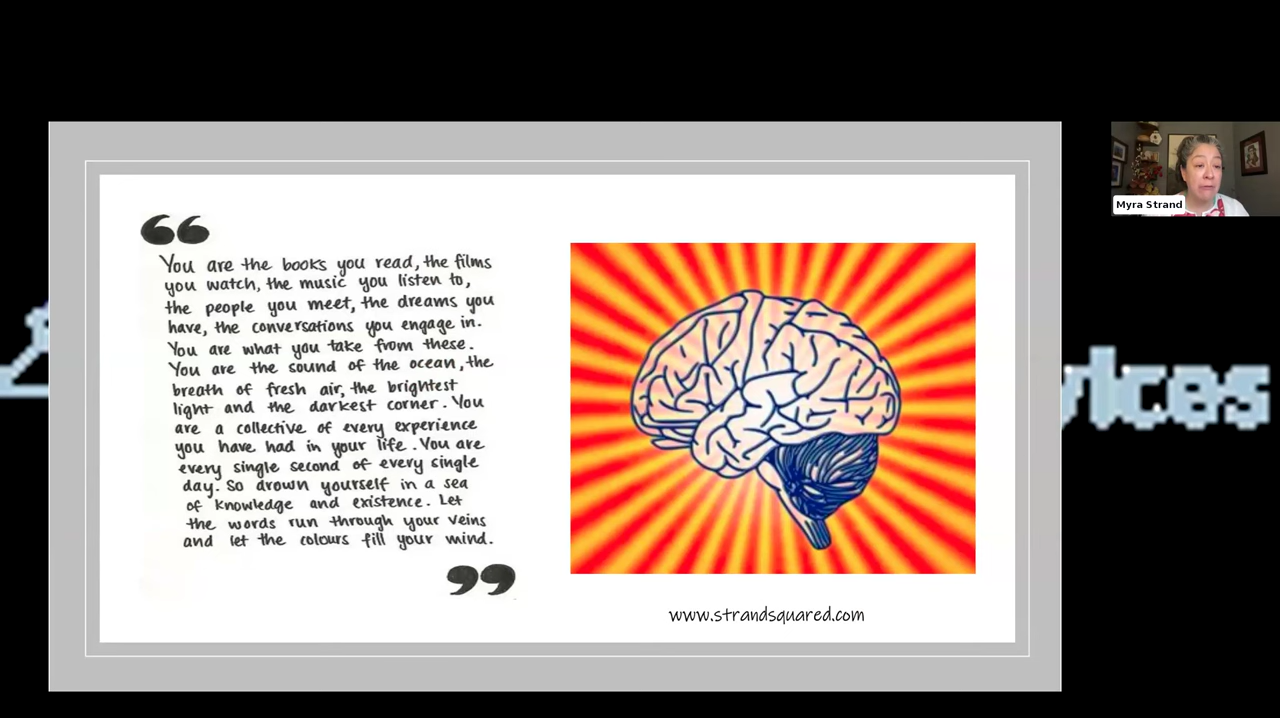 You are the books you read, the films
you watch, the music you listen to,
the people you meet, the dreams you
have, the conversations you engage in.
You are what you take from these.
You are the sound of the ocean, the
breath of fresh air, the brightest
light and the darkest corner. You
are a collective of every experience
you have had in your life. You are
every single second of every single
day. So drown yourself in a sea
of knowledge and existence. Let
the words run through your veins
and let the colours fill your mind.
www.strandsquared.com
Myra Strand